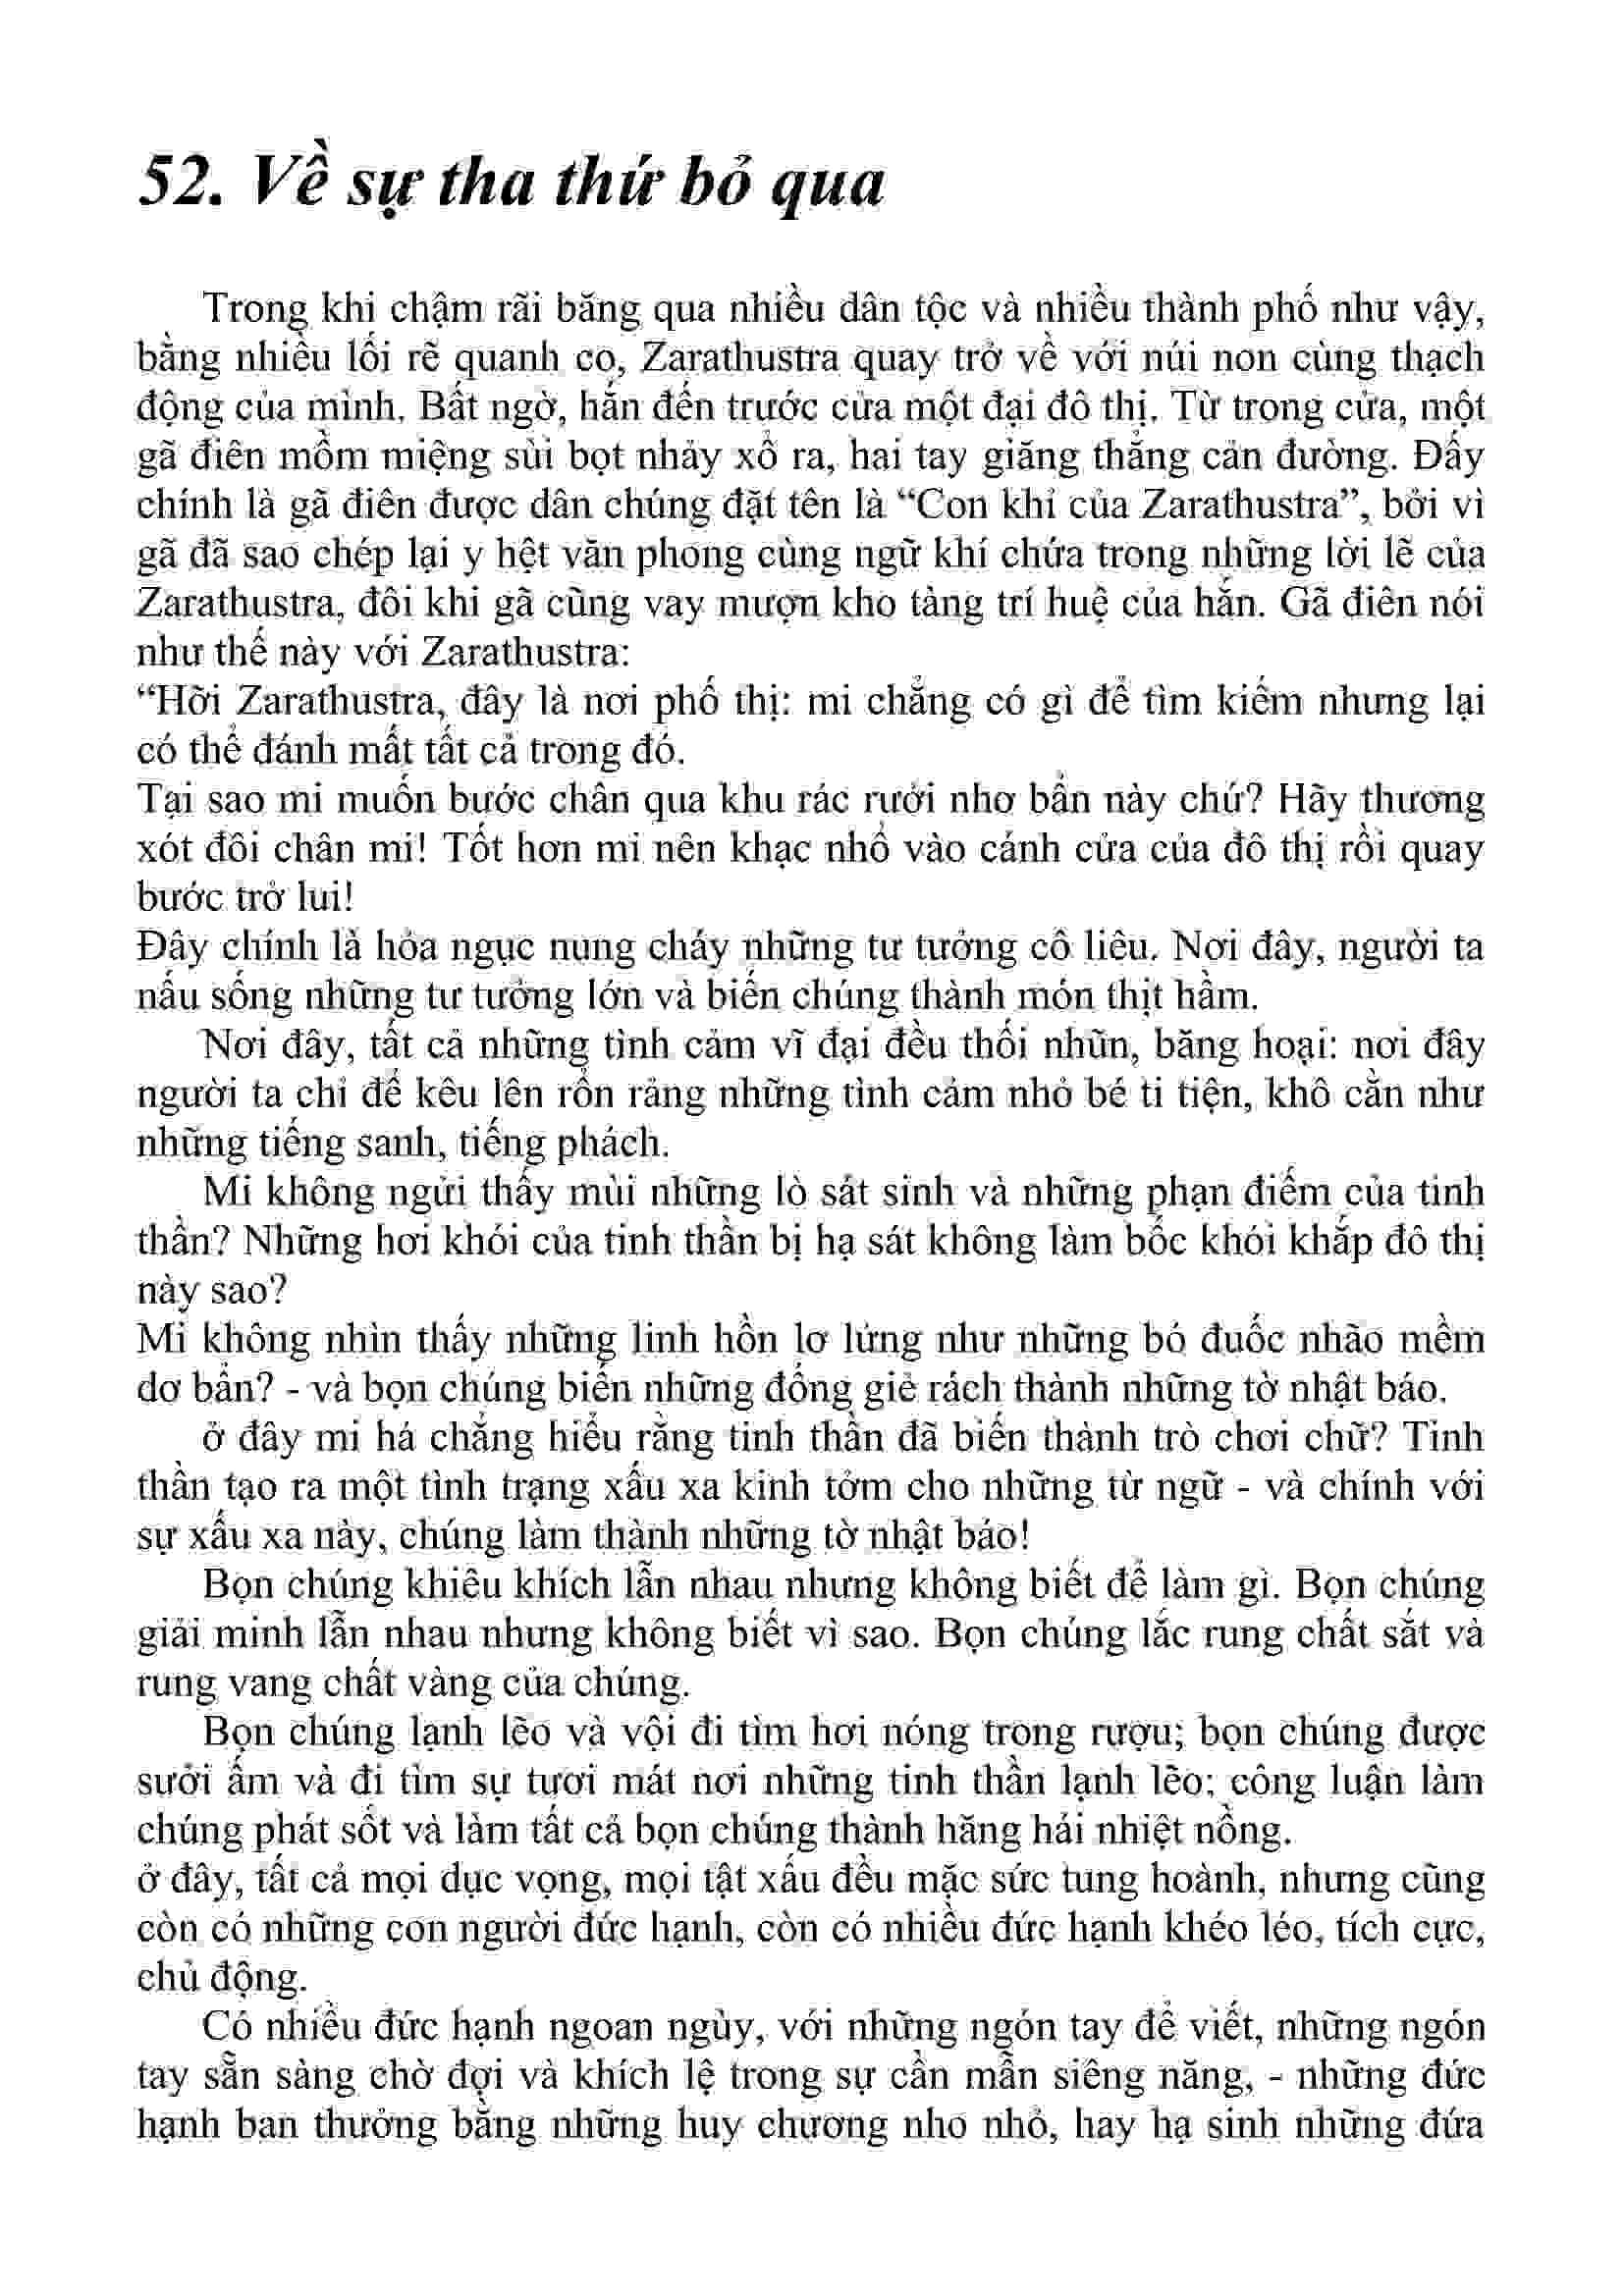 52. Về sự tha thứ bỏ qua
Trong khi chậm rãi băng qua nhiều dân tộc và nhiều thành phố như vậy,
bằng nhiều lối rẽ quanh co, Zarathustra quay trở về với núi non cùng thạch
động của mình. Bất ngờ, hắn đến trước cửa một đại đô thị. Từ trong cửa, một
gã điên mồm miệng sùi bọt nhảy xổ ra, hai tay giăng thẳng cản đường. Đấy
chính là gã điên được dân chúng đặt tên là “Con khỉ của Zarathustra”, bởi vì
gã đã sao chép lại y hệt văn phong cùng ngữ khí chứa trong những lời lẽ của
Zarathustra, đôi khi gã cũng vay mượn kho tàng trí huệ của hắn. Gã điên nói
như thế này với Zarathustra:
“Hỡi Zarathustra, đây là nơi phố thị: mi chẳng có gì để tìm kiếm nhưng lại
có thể đánh mất tất cả trong đó.
Tại sao mi muốn bước chân qua khu rác rưởi nhơ bẩn này chứ? Hãy thương
xót đôi chân mi! Tốt hơn mi nên khạc nhổ vào cánh cửa của đô thị rồi quay
bước trở lui!
Đây chính là hỏa ngục nung cháy những tư tưởng cô liêu. Nơi đây, người ta
nấu sống những tư tưởng lớn và biến chúng thành món thịt hầm.
Nơi đây, tất cả những tình cảm vĩ đại đều thối nhũn, băng hoại: nơi đây
người ta chỉ để kêu lên rổn rảng những tình cảm nhỏ bé ti tiện, khô cằn như
những tiếng sanh, tiếng phách.
Mi không ngửi thấy mùi những lò sát sinh và những phạn điếm của tinh
thần? Những hơi khói của tinh thần bị hạ sát không làm bốc khói khắp đô thị
này sao?
Mi không nhìn thấy những linh hồn lơ lửng như những bó đuốc nhão mềm
dơ bẩn? - và bọn chúng biến những đống giẻ rách thành những tờ nhật báo.
ở đây mi há chẳng hiểu rằng tinh thần đã biến thành trò chơi chữ? Tinh
thần tạo ra một tình trạng xấu xa kinh tởm cho những từ ngữ - và chính với
sự xấu xa này, chúng làm thành những tờ nhật báo!
Bọn chúng khiêu khích lẫn nhau nhưng không biết để làm gì. Bọn chúng
giải minh lẫn nhau nhưng không biết vì sao. Bọn chúng lắc rung chất sắt và
rung vang chất vàng của chúng.
Bọn chúng lạnh lẽo và vội đi tìm hơi nóng trong rượu; bọn chúng được
sưởi ấm và đi tìm sự tươi mát nơi những tinh thần lạnh lẽo; công luận làm
chúng phát sốt và làm tất cả bọn chúng thành hăng hái nhiệt nồng.
ở đây, tất cả mọi dục vọng, mọi tật xấu đều mặc sức tung hoành, nhưng cũng
còn có những con người đức hạnh, còn có nhiều đức hạnh khéo léo, tích cực,
chủ động.
Có nhiều đức hạnh ngoan ngùy, với những ngón tay để viết, những ngón
tay sẵn sàng chờ đợi và khích lệ trong sự cần mẫn siêng năng, - những đức
hạnh ban thưởng bằng những huy chương nho nhỏ, hay hạ sinh những đứa